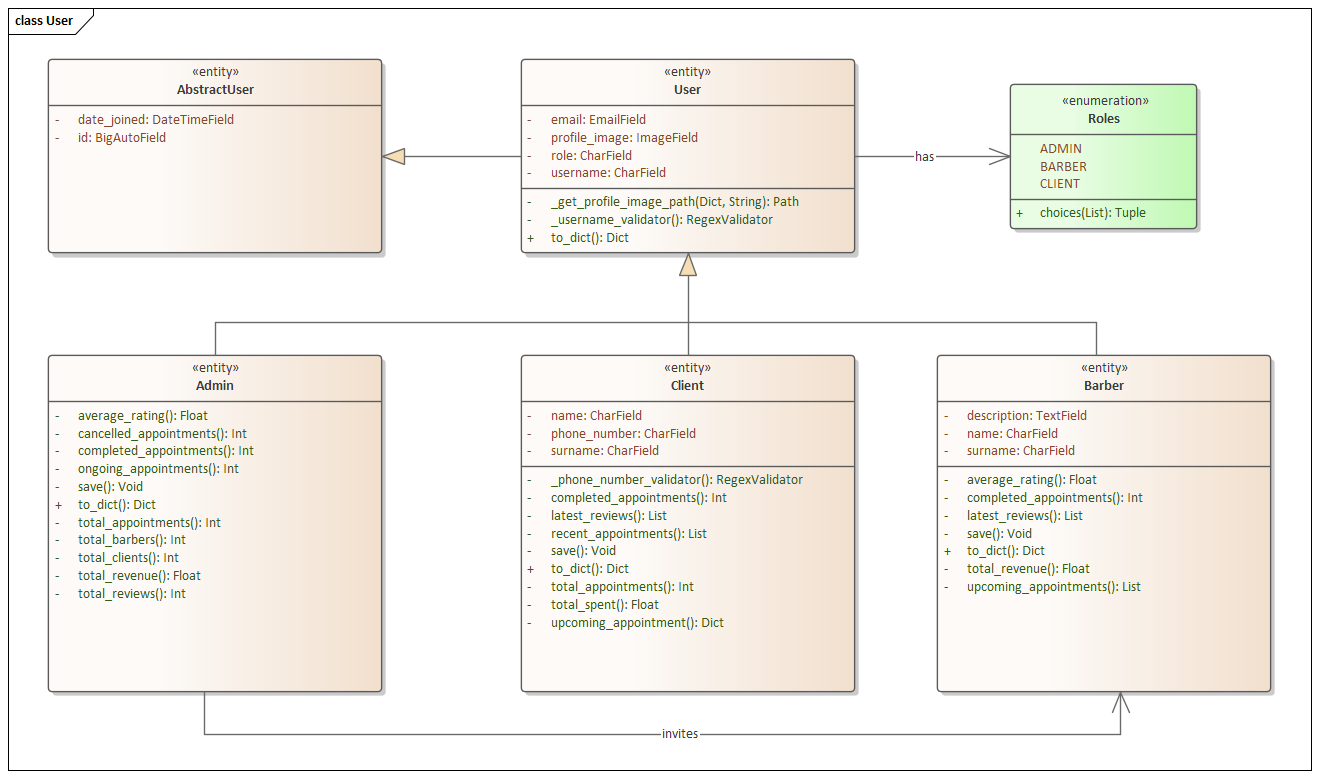 class User
«entity»
AbstractUser
- date_joined: DateTimeField
- id: BigAutoField
«entity»
User
- email: EmailField
- profile_image: ImageField
- role: CharField
- username: CharField
- _get_profile_image_path(Dict, String): Path
- _username_validator(): RegexValidator
+ to_dict(): Dict
has
«enumeration»
Roles
ADMIN
BARBER
CLIENT
+ choices(List): Tuple
«entity»
Admin
- average_rating(): Float
- cancelled_appointments(): Int
- completed_appointments(): Int
- ongoing_appointments(): Int
- save(): Void
+ to_dict(): Dict
- total_appointments(): Int
- total_barbers(): Int
- total_clients(): Int
- total_revenue(): Float
- total_reviews(): Int
«entity»
Client
- name: CharField
- phone_number: CharField
- surname: CharField
- _phone_number_validator(): RegexValidator
- completed_appointments(): Int
- latest_reviews(): List
- recent_appointments(): List
- save(): Void
+ to_dict(): Dict
- total_appointments(): Int
- total_spent(): Float
- upcoming_appointment(): Dict
«entity»
Barber
- description: TextField
- name: CharField
- surname: CharField
- average_rating(): Float
- completed_appointments(): Int
- latest_reviews(): List
- save(): Void
+ to_dict(): Dict
- total_revenue(): Float
- upcoming_appointments(): List
invites